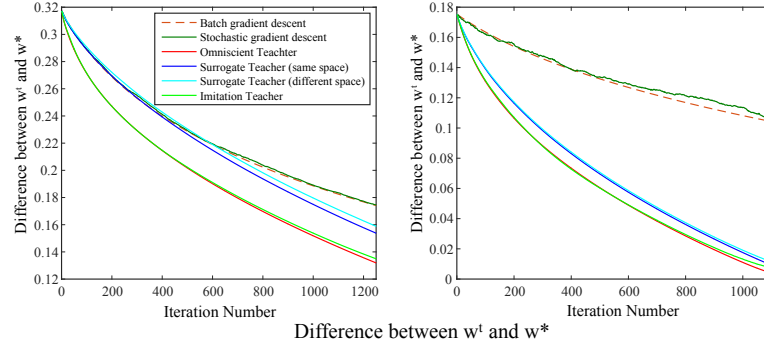 0.32
0.3
0.28
0.26
0.24
0.22
0.2
0.18
0.16
0.14
0.12
Difference between wᵗ and w*
0 200 400 600 800 1000 1200
Iteration Number
Batch gradient descent
Stochastic gradient descent
Omniscient Teachter
Surrogate Teacher (same space)
Surrogate Teacher (different space)
Imitation Teacher
0.18
0.16
0.14
0.12
0.1
0.08
0.06
0.04
0.02
0
Difference between wᵗ and w*
0 200 400 600 800 1000
Iteration Number
Difference between wᵗ and w*